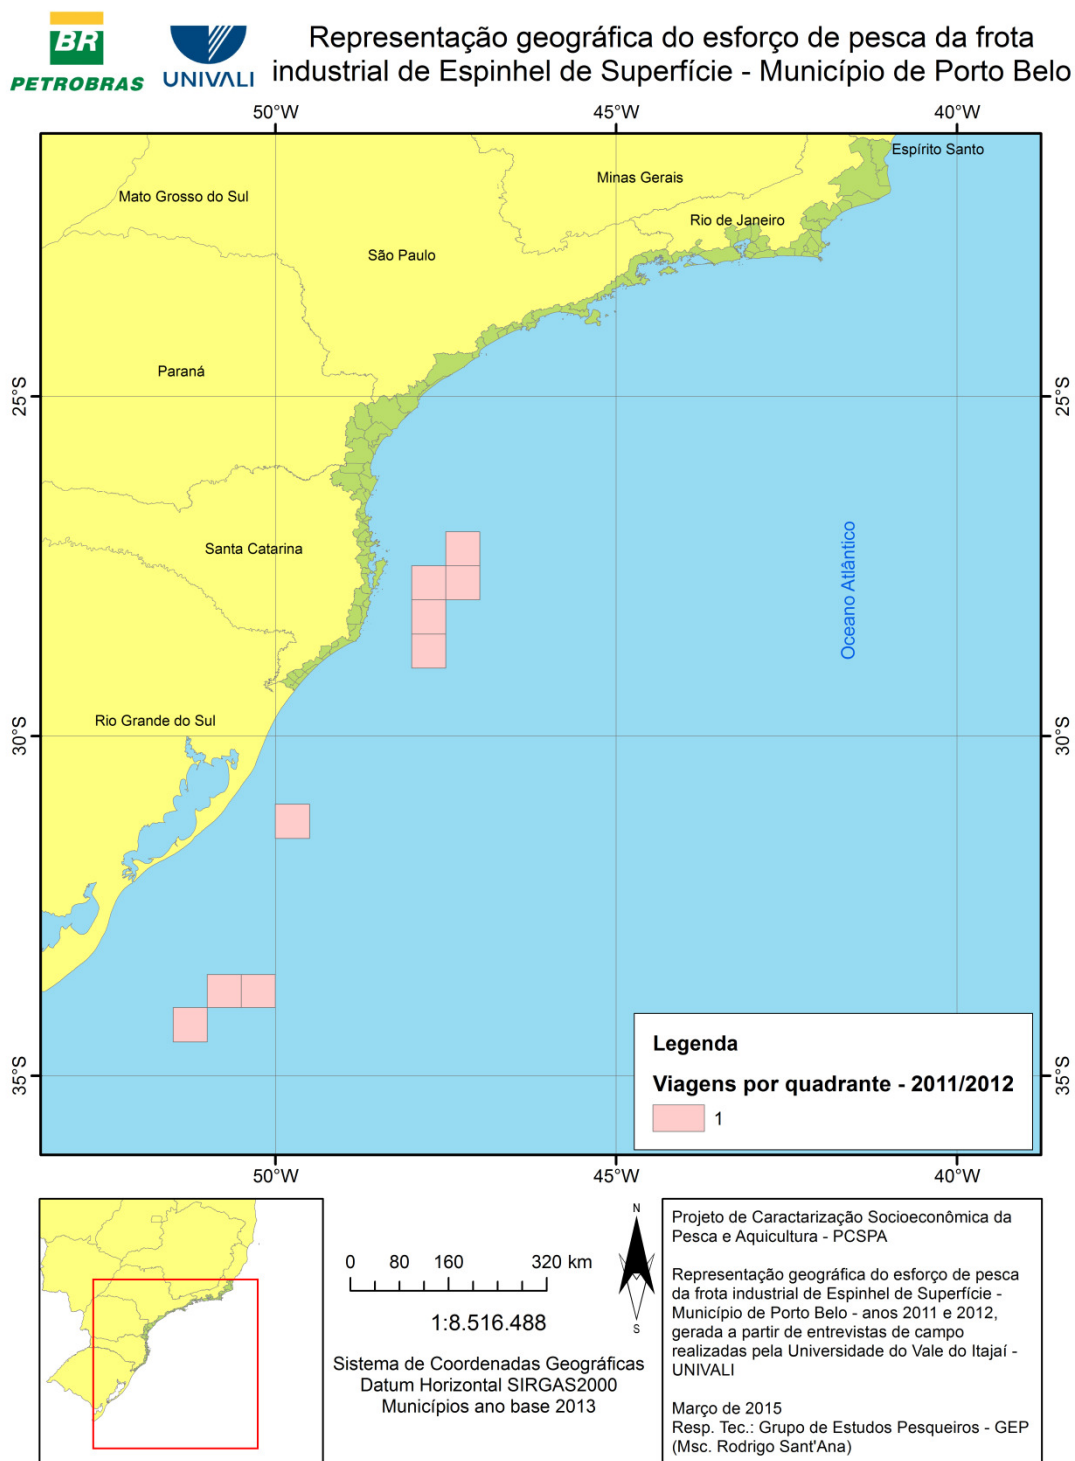 BR
PETROBRAS
UNIVALI
Representação geográfica do esforço de pesca da frota
industrial de Espinhel de Superfície - Município de Porto Belo
50°W
45°W
40°W
Espírito Santo
Minas Gerais
Mato Grosso do Sul
Rio de Janeiro
São Paulo
Paraná
25°S
25°S
Santa Catarina
Oceano Atlântico
Rio Grande do Sul
30°S
30°S
Legenda
Viagens por quadrante - 2011/2012
1
35°S
35°S
50°W
45°W
40°W
0 80 160 320 km
1:8.516.488
Sistema de Coordenadas Geográficas
Datum Horizontal SIRGAS2000
Municípios ano base 2013
N
S
Projeto de Caractarização Socioeconômica da
Pesca e Aquicultura - PCSPA
Representação geográfica do esforço de pesca
da frota industrial de Espinhel de Superfície -
Município de Porto Belo - anos 2011 e 2012,
gerada a partir de entrevistas de campo
realizadas pela Universidade do Vale do Itajaí -
UNIVALI
Março de 2015
Resp. Tec.: Grupo de Estudos Pesqueiros - GEP
(Msc. Rodrigo Sant'Ana)